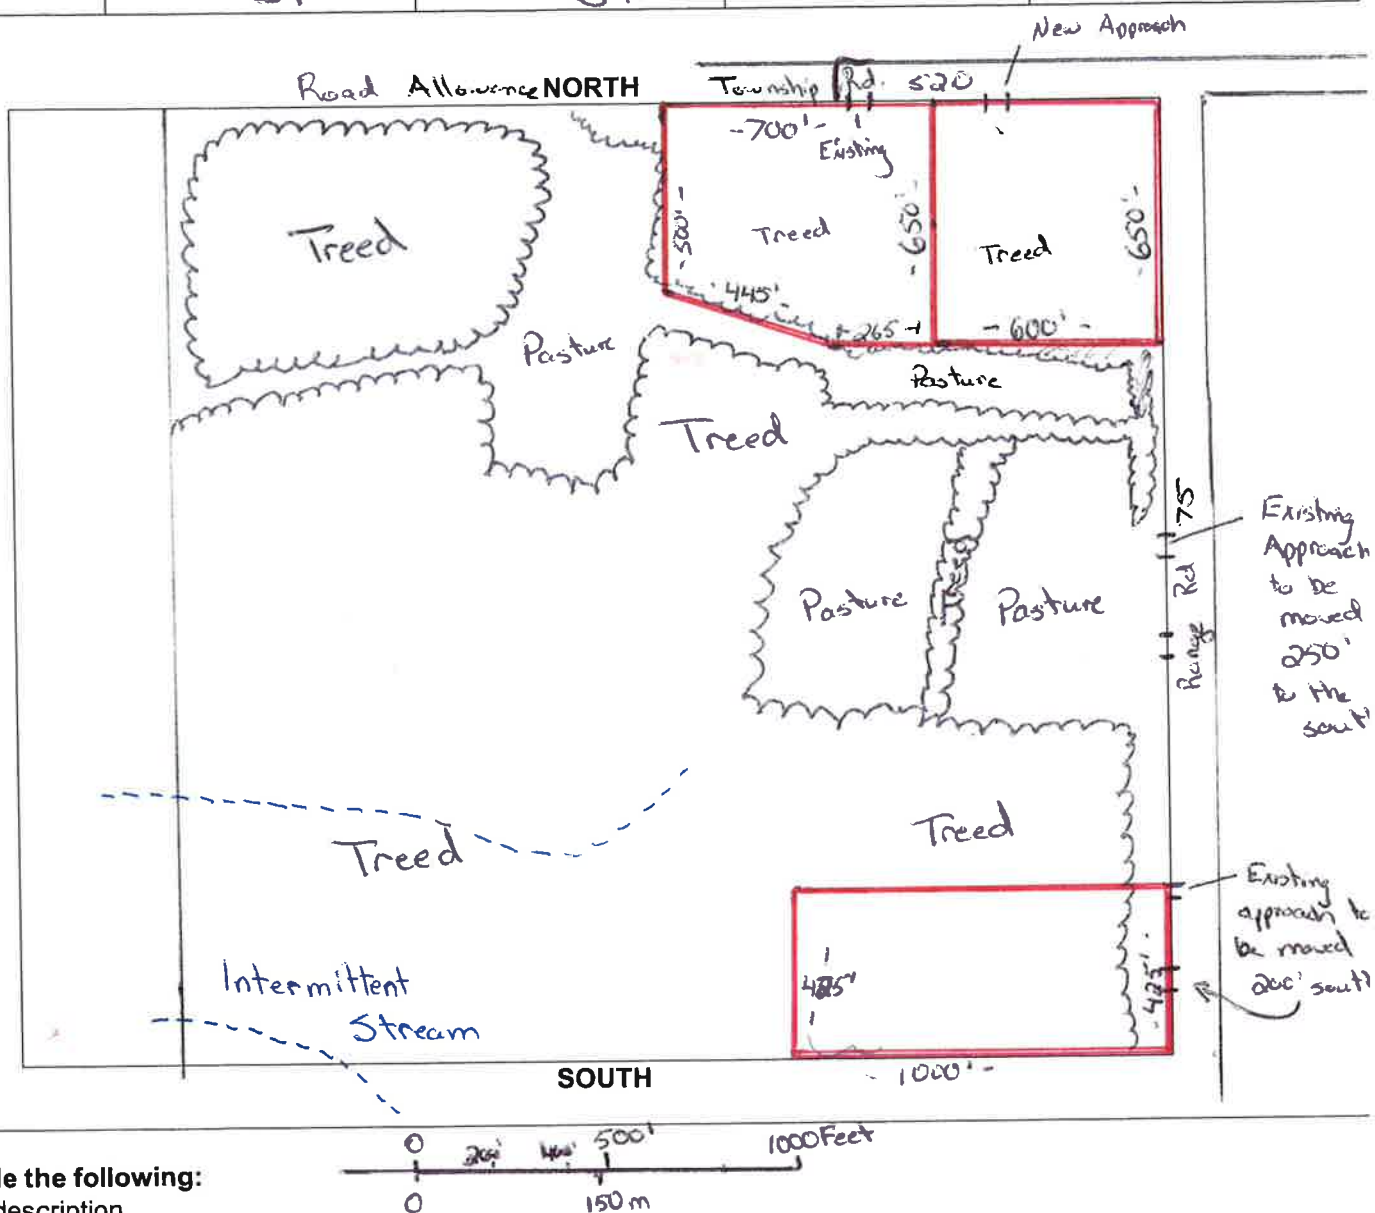 New Approach
Road Allowance NORTH Township Rd. 520
-700'-
Existing
Treed
-500'-
Treed
-650'-
Treed
-650'-
-445'-
-265-
-600'-
Pasture
Pasture
Treed
75
Range Rd
Existing
Approach
to be
moved
250'
to the
sout
Pasture
Trees
Pasture
Treed
Treed
Existing
approach to
be moved
200' south
425'
-425'-
Intermittent
Stream
SOUTH
-1000'-
0 200' 400' 500' 1000 Feet
0 150 m
le the following:
description